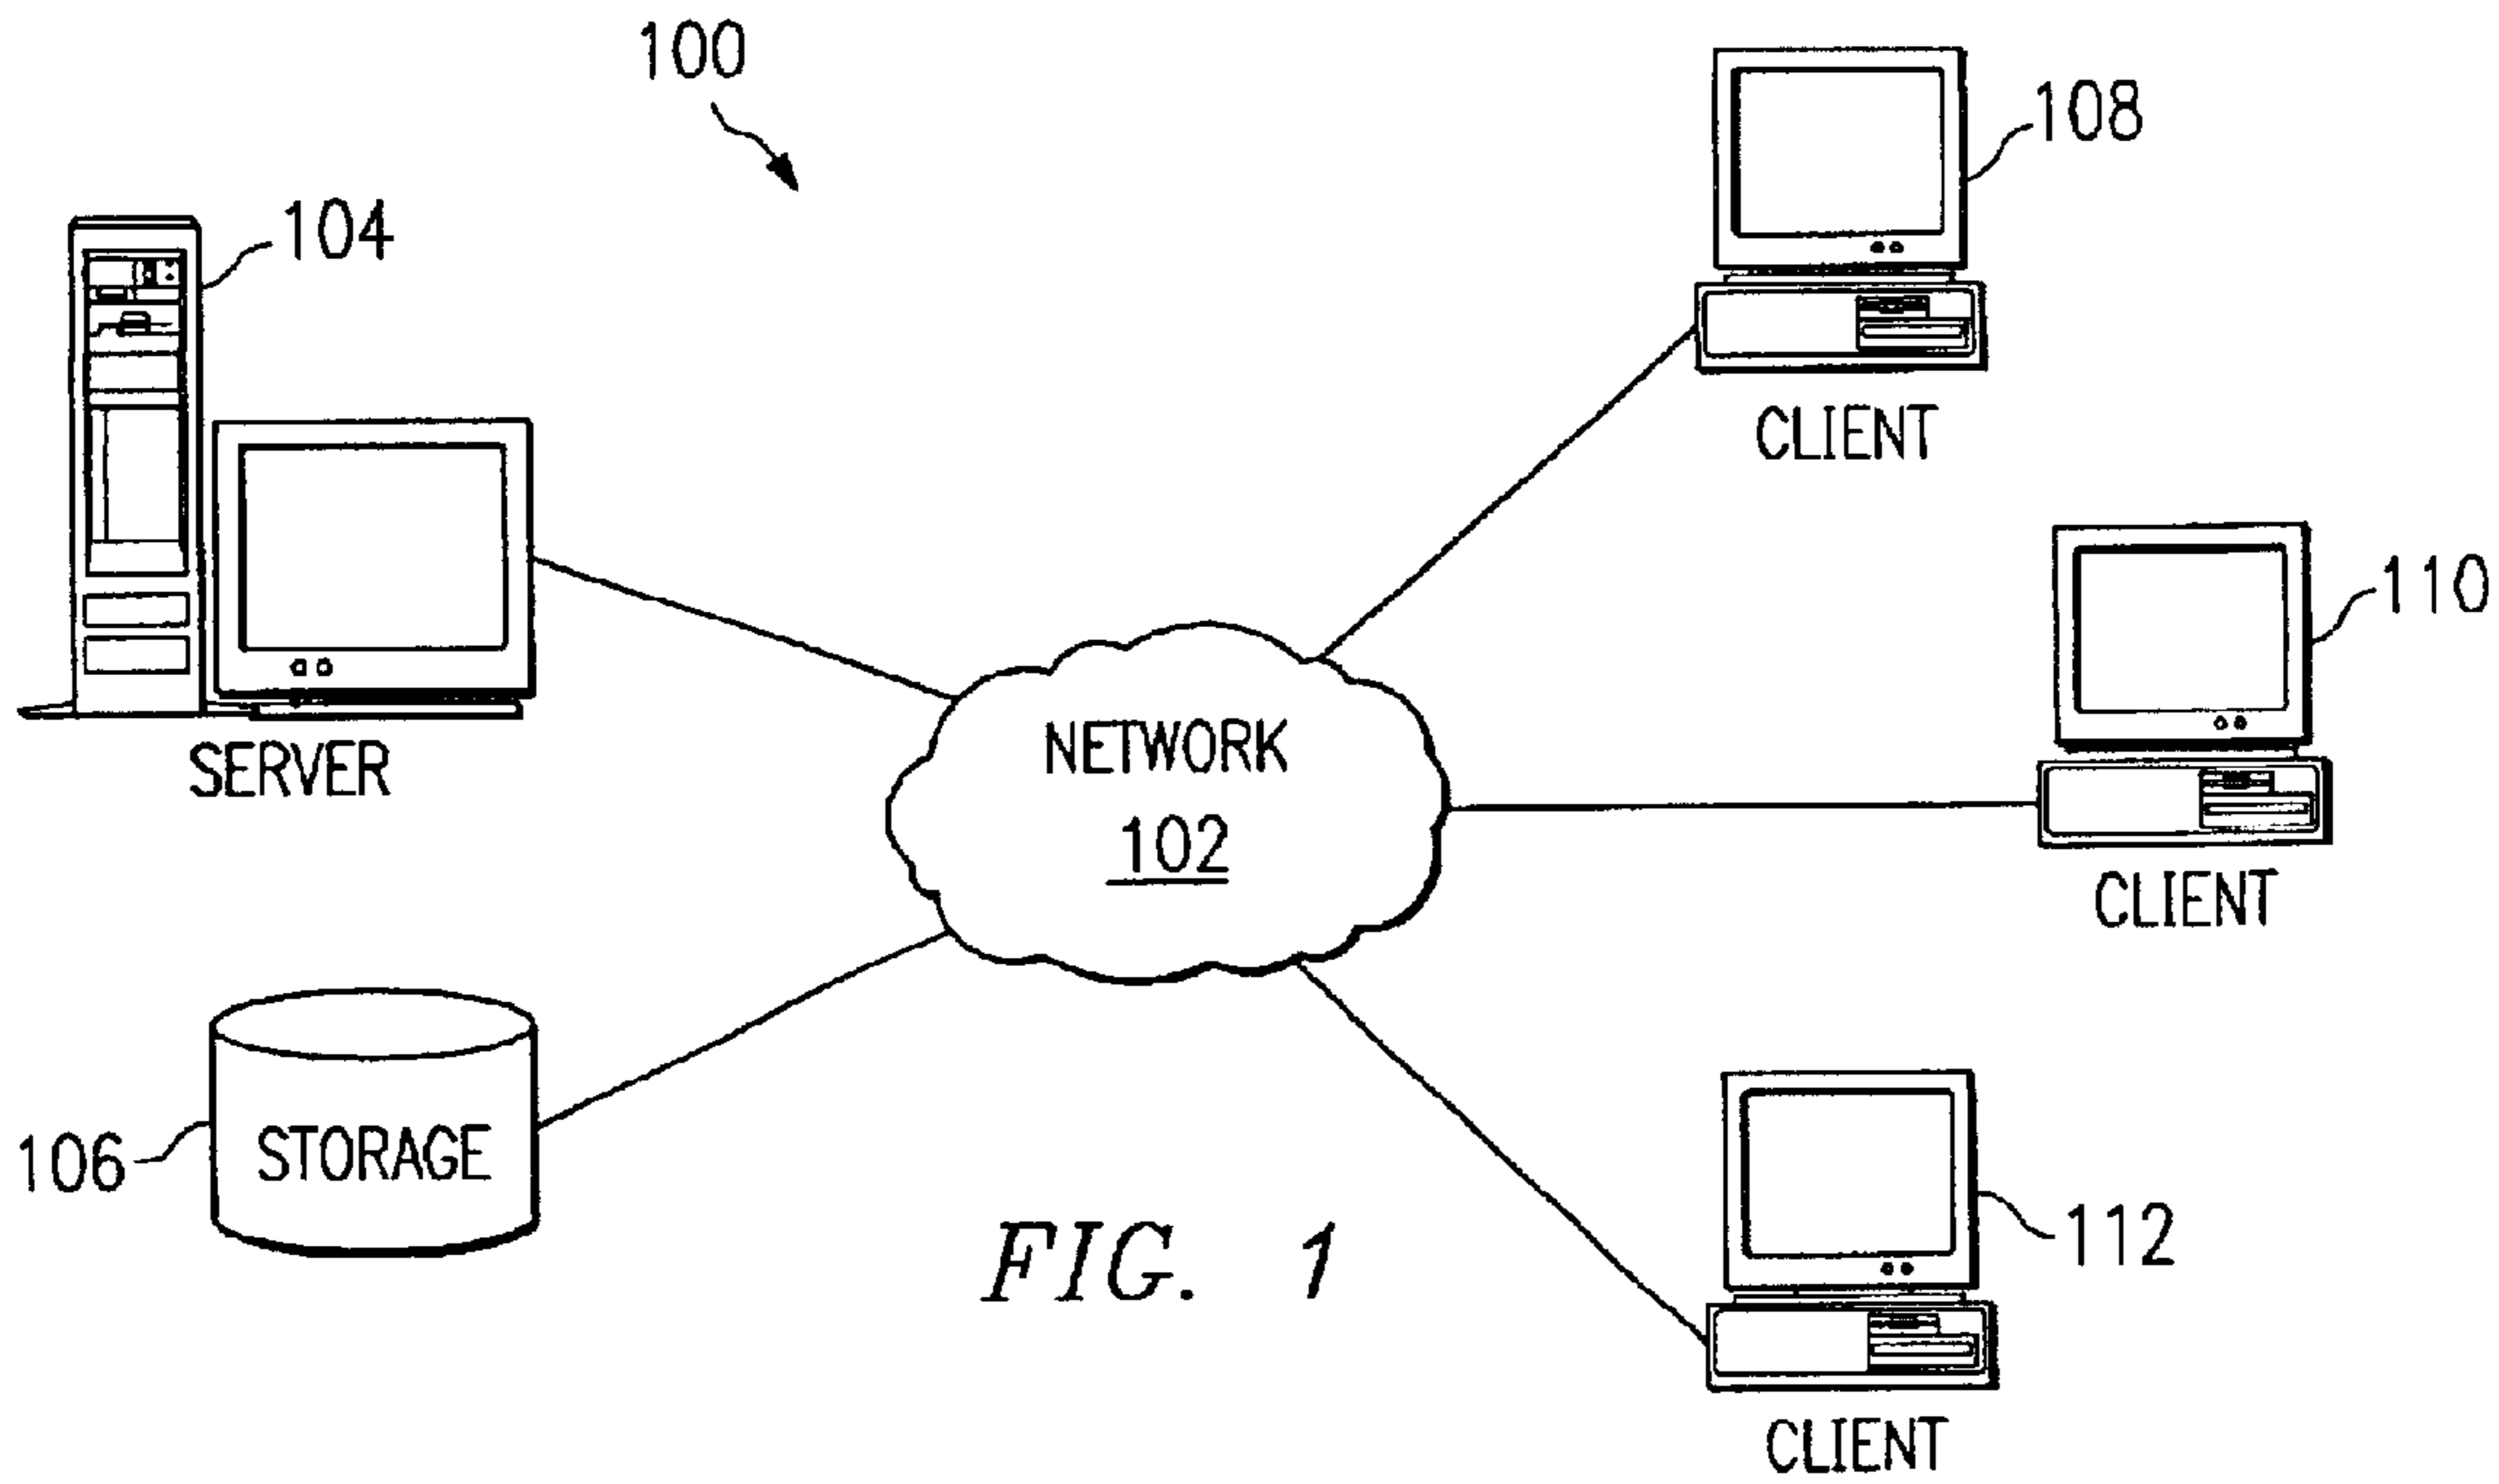 100
108
104
CLIENT
110
SERVER
NETWORK
102
CLIENT
106
STORAGE
FIG. 1
112
CLIENT